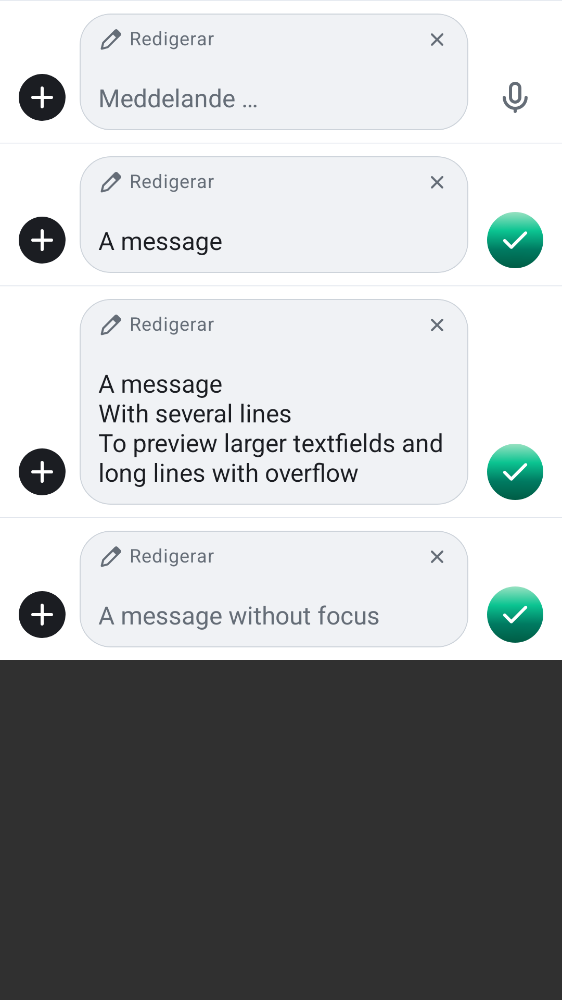 Redigerar
Meddelande …
Redigerar
A message
Redigerar
A message
With several lines
To preview larger textfields and
long lines with overflow
Redigerar
A message without focus